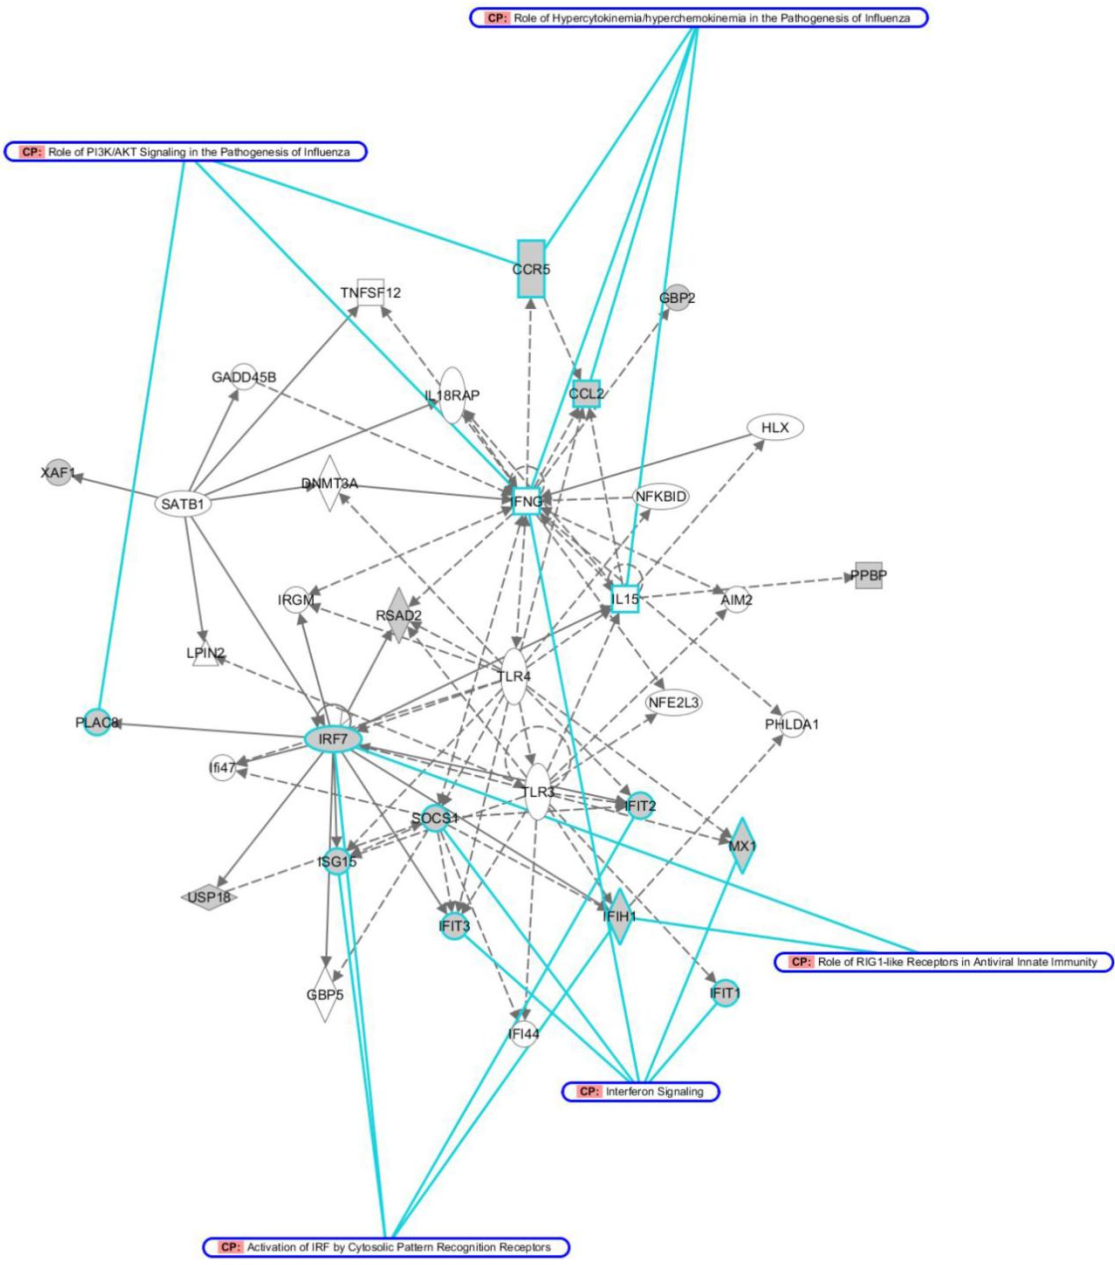 CP: Role of Hypercytokinemia/hyperchemokinemia in the Pathogenesis of Influenza
CP: Role of PI3K/AKT Signaling in the Pathogenesis of Influenza
CCR5
TNFSF12
GBP2
GADD45B
IL18RAP
CCL2
HLX
XAF1
DNMT3A
SATB1
IFNG
NFKBID
PPBP
IRGM
IL15
AIM2
RSAD2
LPIN2
TLR4
NFE2L3
PLAC8
PHLDA1
IRF7
Ifi47
TLR3
IFIT2
SOCS1
MX1
ISG15
USP18
IFIT3
IFIH1
CP: Role of RIG1-like Receptors in Antiviral Innate Immunity
GBP5
IFIT1
IFI44
CP: Interferon Signaling
CP: Activation of IRF by Cytosolic Pattern Recognition Receptors